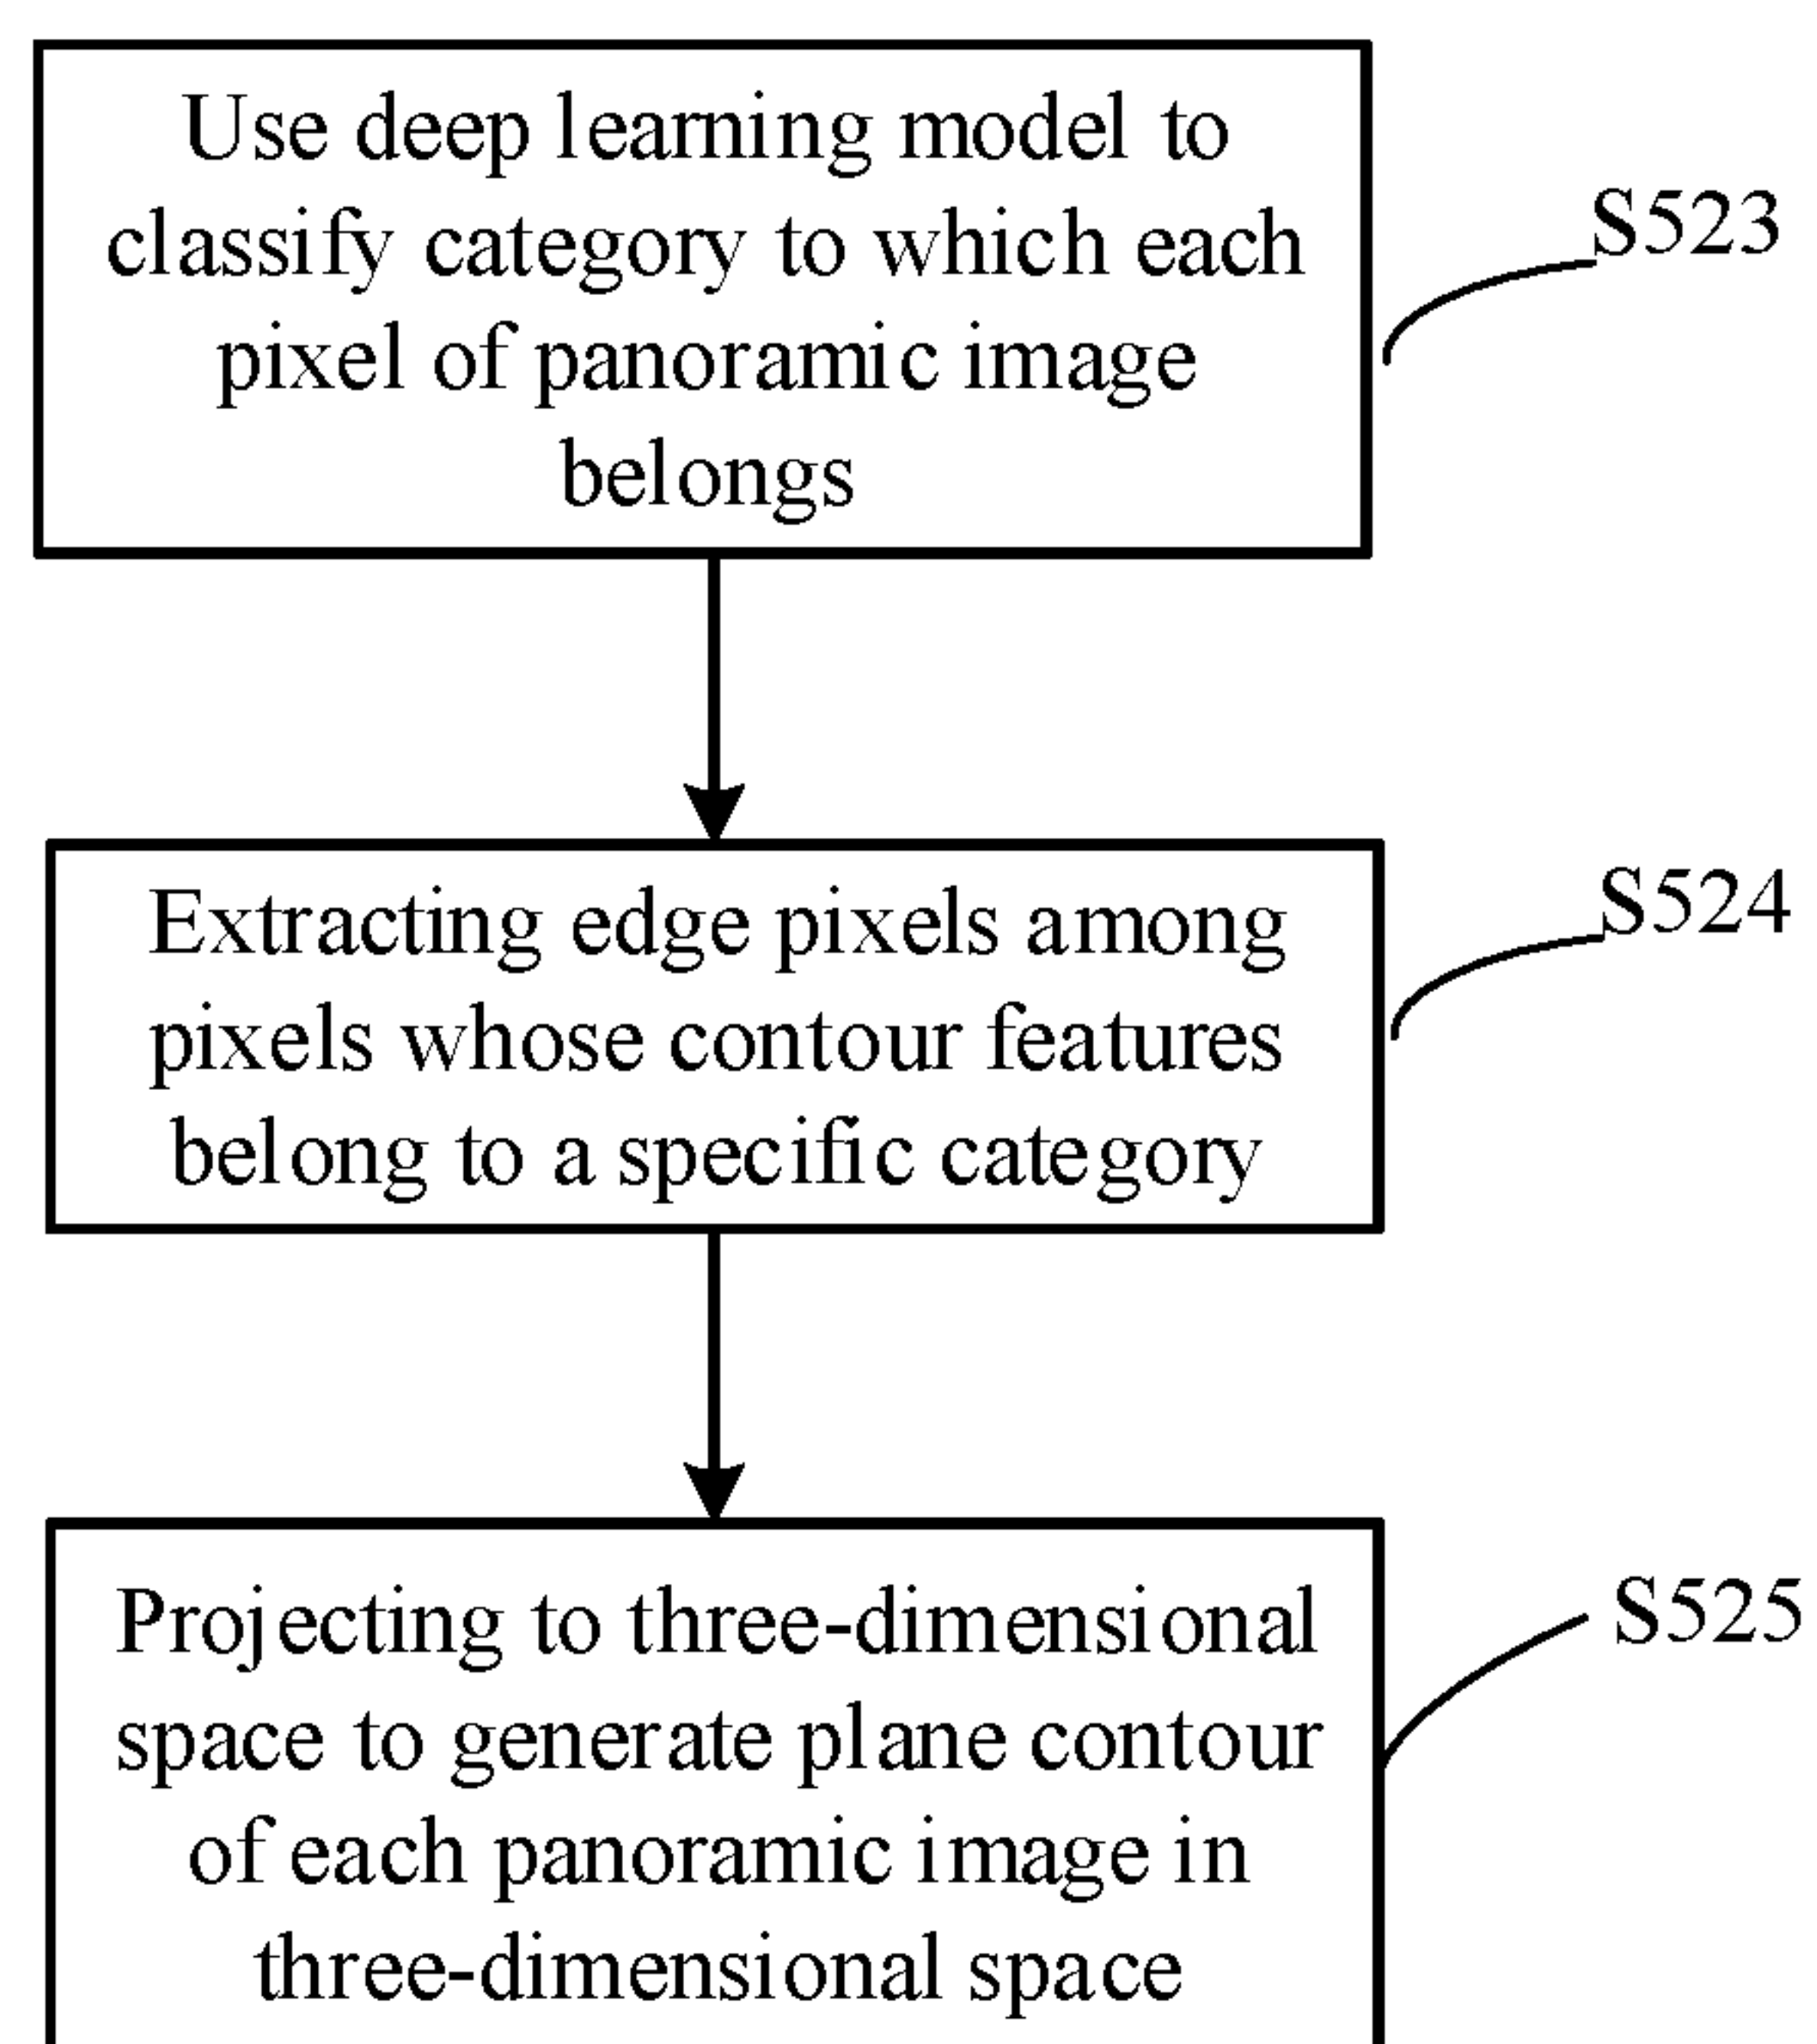 Use deep learning model to
classify category to which each
pixel of panoramic image
belongs
S523
Extracting edge pixels among
pixels whose contour features
belong to a specific category
S524
Projecting to three-dimensional
space to generate plane contour
of each panoramic image in
three-dimensional space
S525